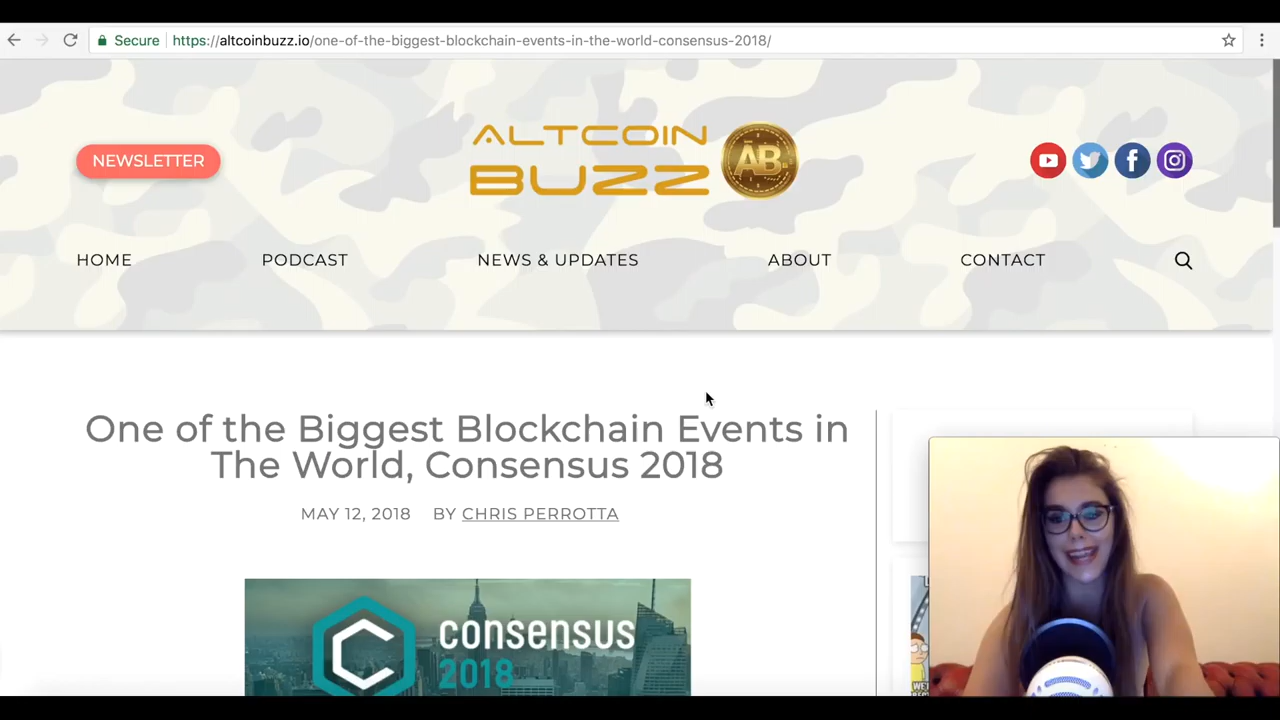 Secure
https://altcoinbuzz.io/one-of-the-biggest-blockchain-events-in-the-world-consensus-2018/
NEWSLETTER
ALTCOIN
BUZZ
AB
HOME
PODCAST
NEWS & UPDATES
ABOUT
CONTACT
One of the Biggest Blockchain Events in
The World, Consensus 2018
MAY 12, 2018
BY CHRIS PERROTTA
consensus
2018